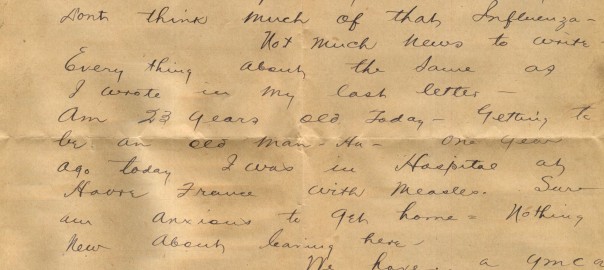 Dont think much of that Influenza -
Not much News to write -
Every thing about the same as
I wrote in my last letter -
Am 23 Years old Today - Getting to
be an old Man - Ha - One Year
ago today I was in Hospital at
Havre France with Measles. Sure
am anxious to get home - Nothing
New about leaving here -
We have a YMCA